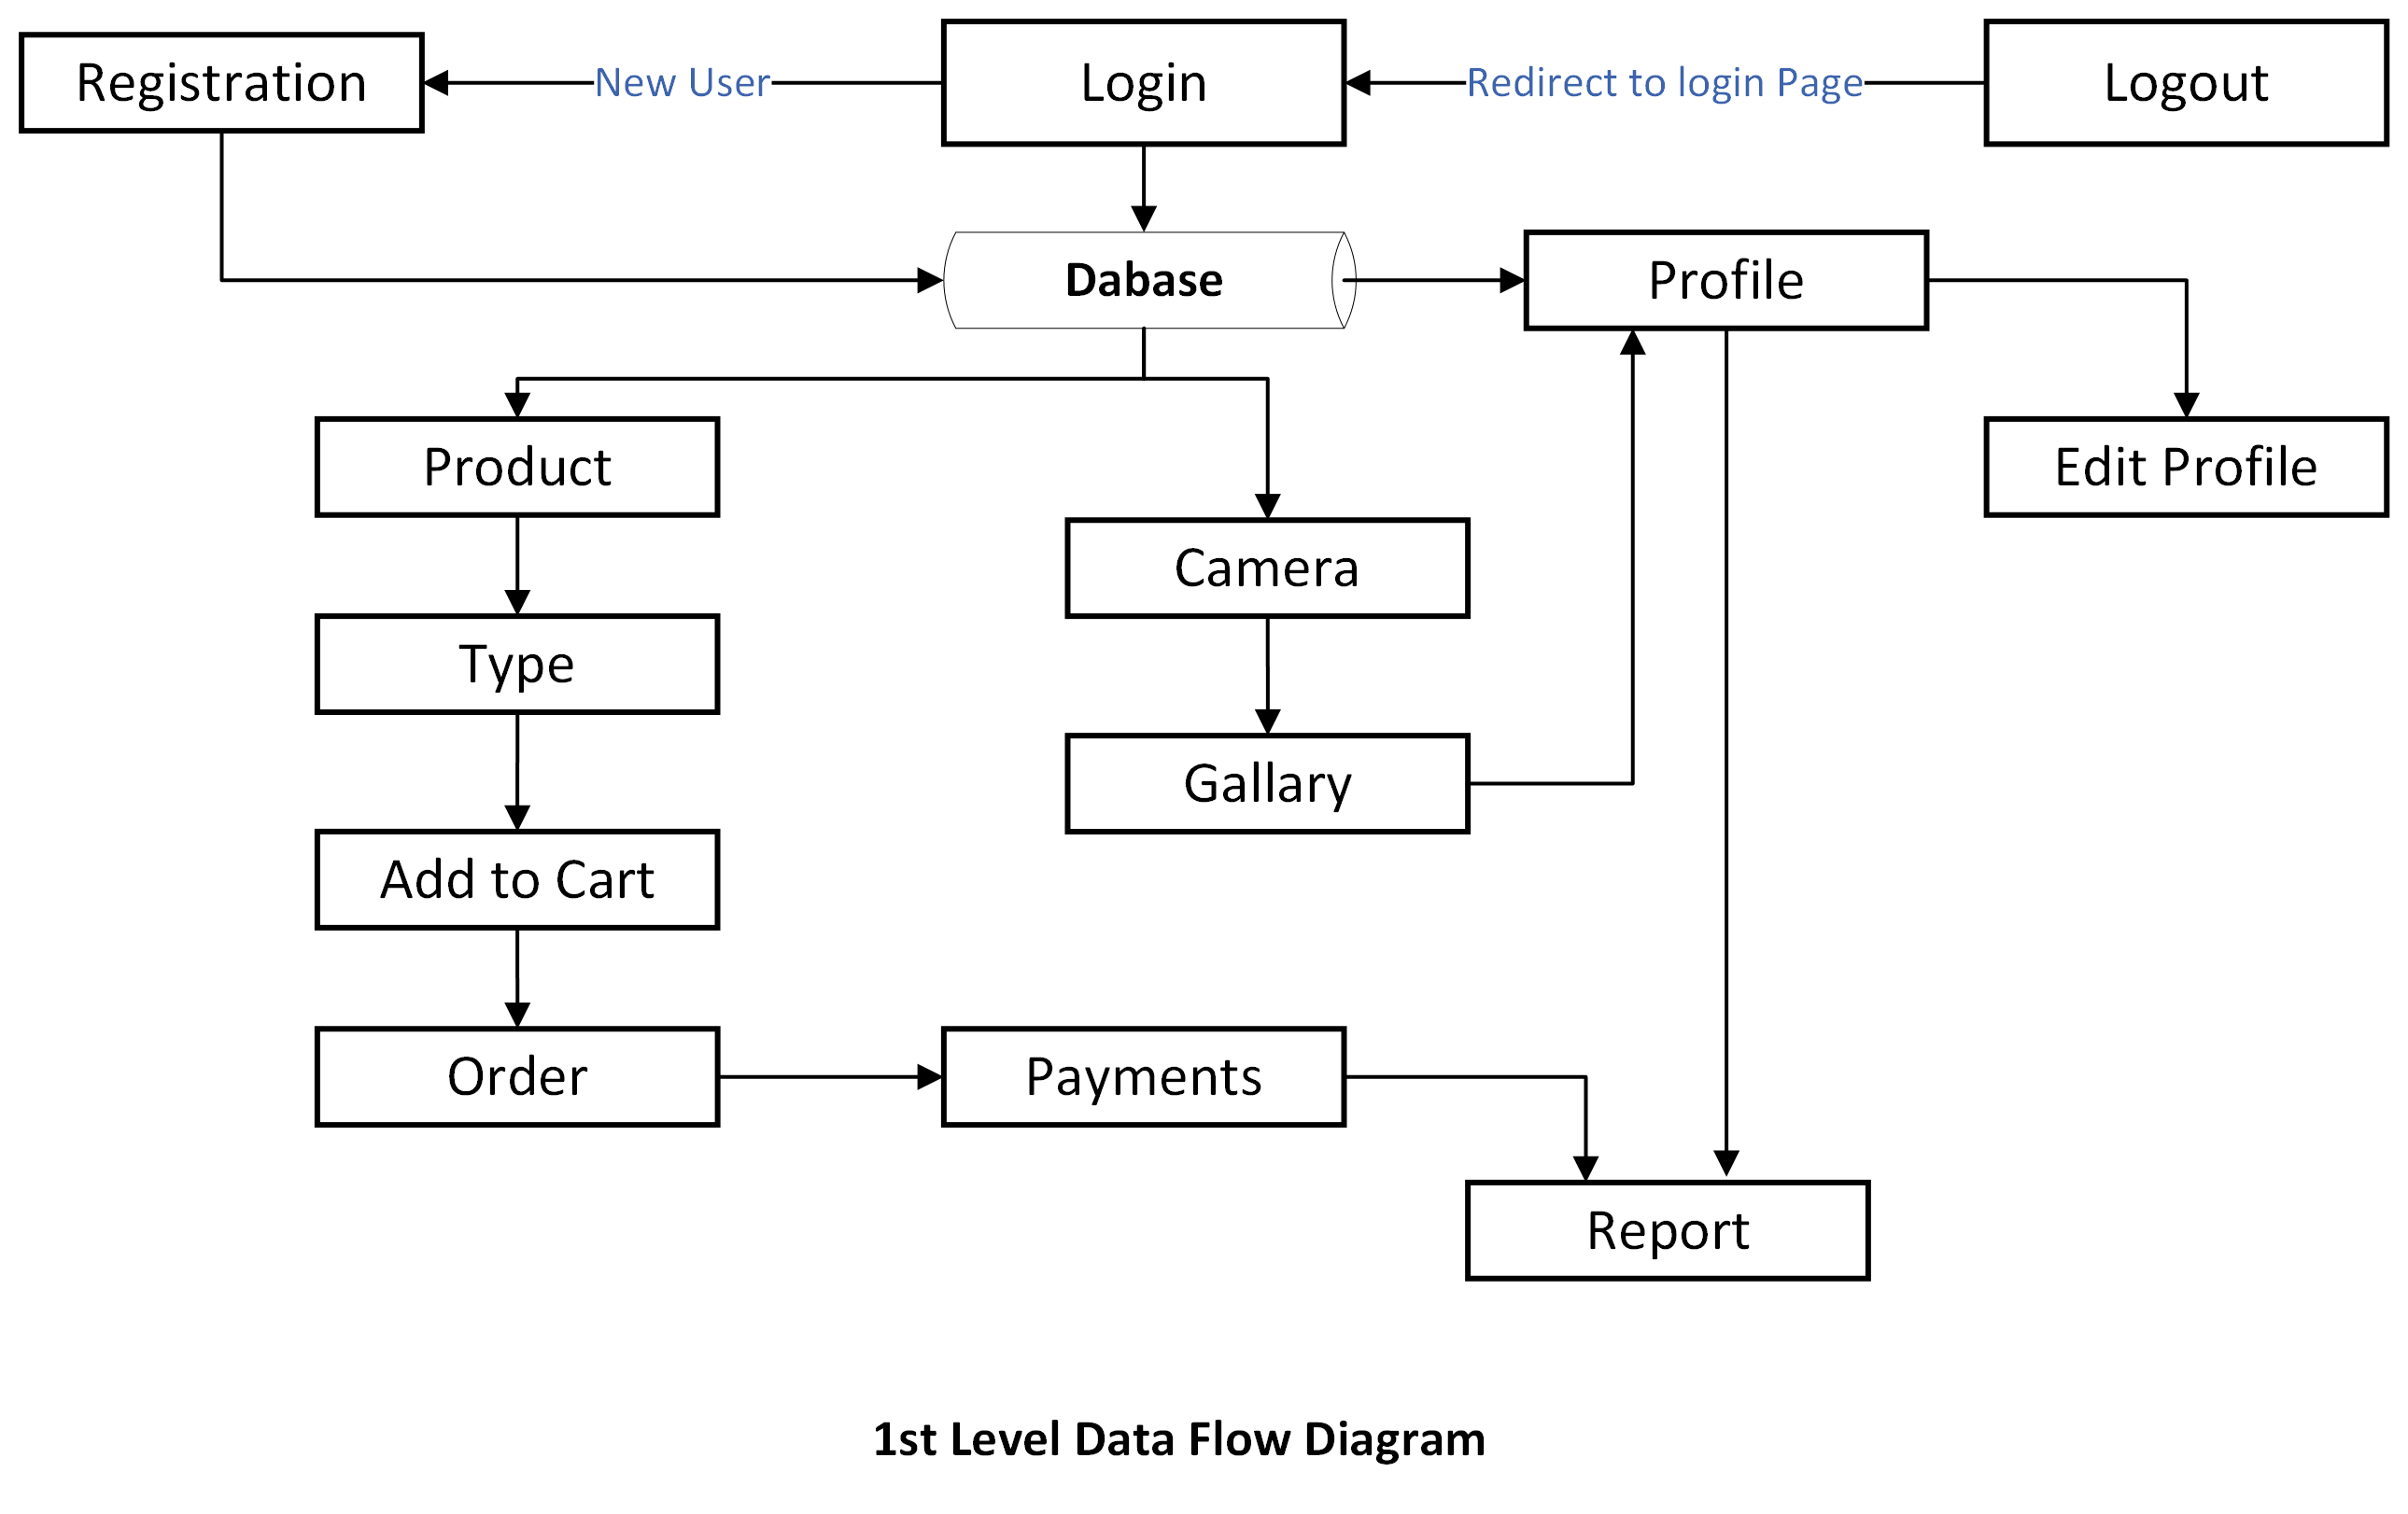 Registration
New User
Login
Redirect to login Page
Logout
Dabase
Profile
Product
Edit Profile
Camera
Type
Gallary
Add to Cart
Order
Payments
Report
1st Level Data Flow Diagram